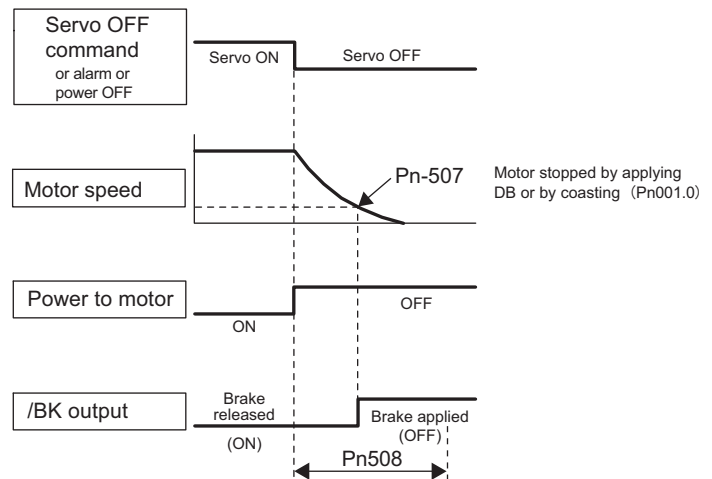 Servo OFF
command
or alarm or
power OFF
Servo ON
Servo OFF
Motor speed
Pn-507
Motor stopped by applying
DB or by coasting (Pn001.0)
Power to motor
ON
OFF
/BK output
Brake
released
(ON)
Brake applied
(OFF)
Pn508